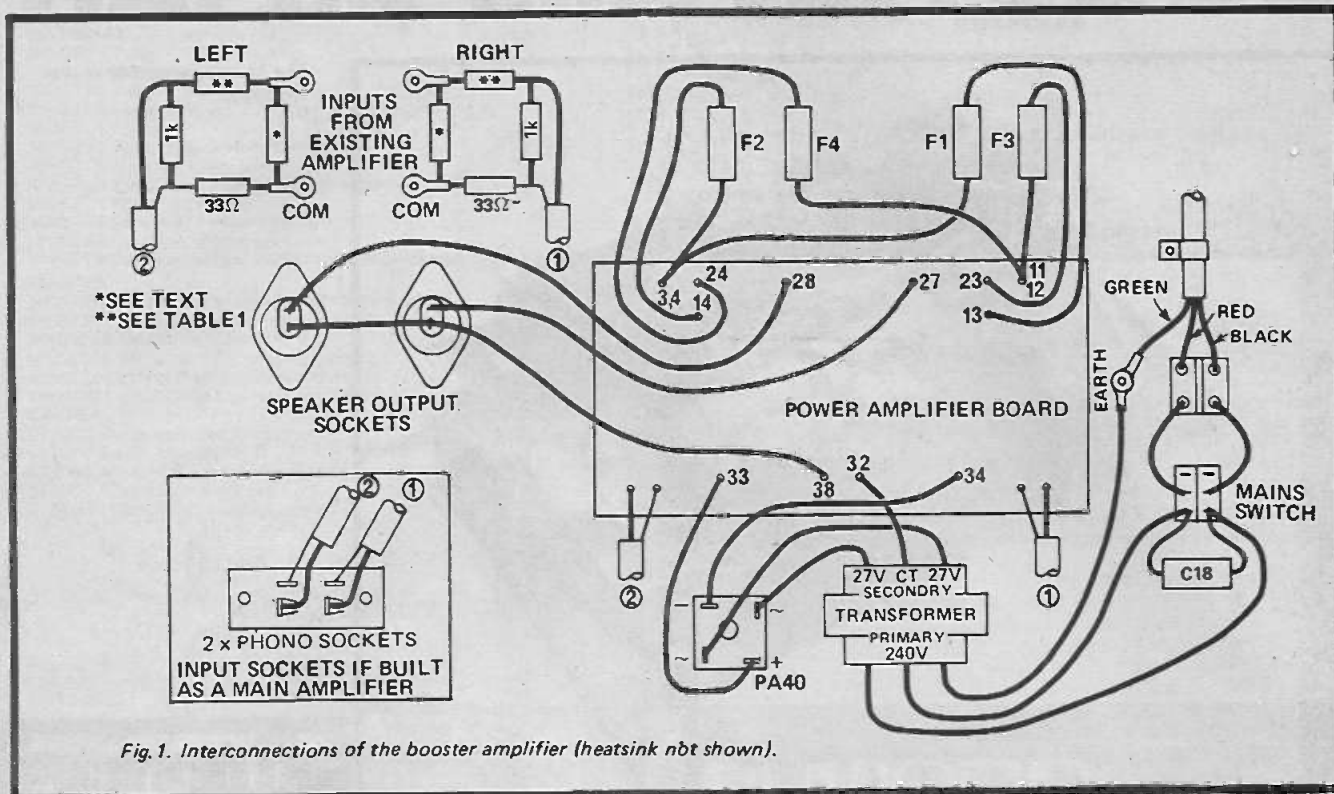 LEFT
RIGHT
**
**
INPUTS
FROM
EXISTING
AMPLIFIER
1k
*
*
1k
33Ω
COM
COM
33Ω
②
①
*SEE TEXT
**SEE TABLE1
SPEAKER OUTPUT
SOCKETS
F2
F4
F1
F3
3,4
24
14
28
27
23
11
12
13
POWER AMPLIFIER BOARD
33
38
32
34
②
①
GREEN
RED
BLACK
EARTH
MAINS
SWITCH
C18
27V CT 27V
SECONDRY
TRANSFORMER
PRIMARY
240V
−
~
~
+
PA40
②
①
2 x PHONO SOCKETS
INPUT SOCKETS IF BUILT
AS A MAIN AMPLIFIER
Fig. 1. Interconnections of the booster amplifier (heatsink not shown).